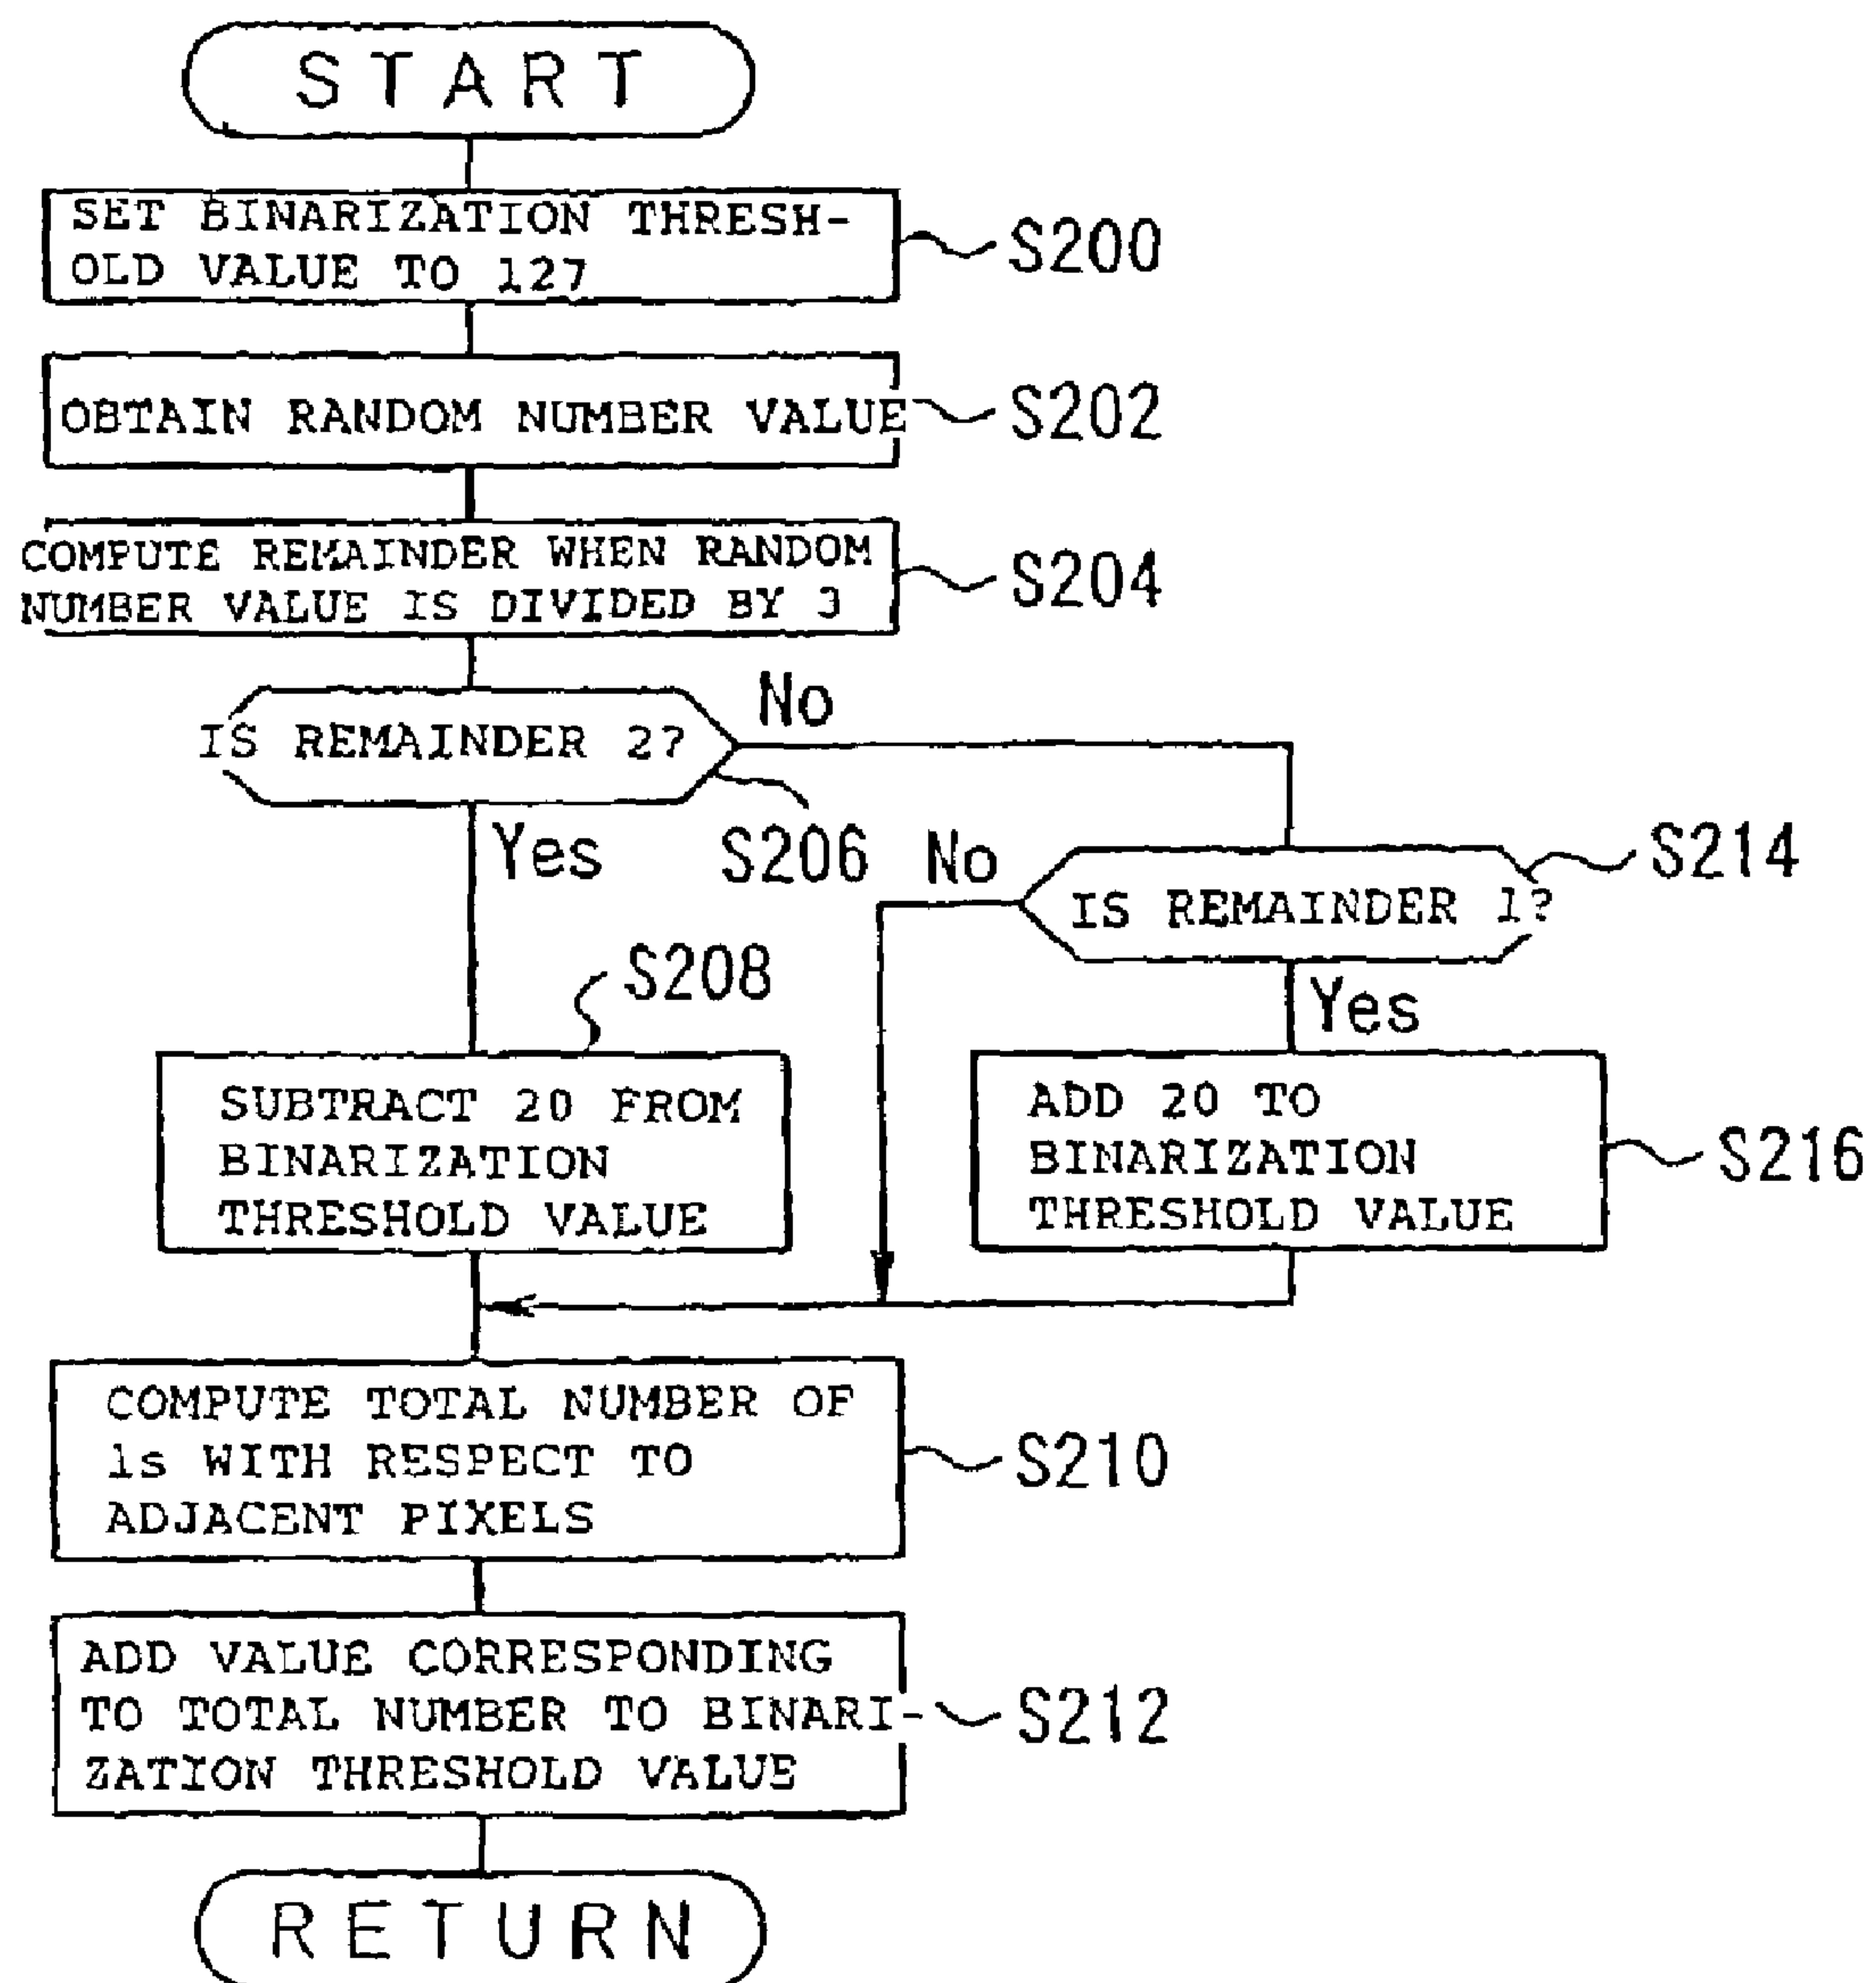 START
SET BINARIZATION THRESH-
OLD VALUE TO 127
S200
OBTAIN RANDOM NUMBER VALUE
S202
COMPUTE REMAINDER WHEN RANDOM
NUMBER VALUE IS DIVIDED BY 3
S204
IS REMAINDER 2?
No
S206
Yes
IS REMAINDER 1?
S214
No
Yes
S208
SUBTRACT 20 FROM
BINARIZATION
THRESHOLD VALUE
ADD 20 TO
BINARIZATION
THRESHOLD VALUE
S216
COMPUTE TOTAL NUMBER OF
1s WITH RESPECT TO
ADJACENT PIXELS
S210
ADD VALUE CORRESPONDING
TO TOTAL NUMBER TO BINARI-
ZATION THRESHOLD VALUE
S212
RETURN